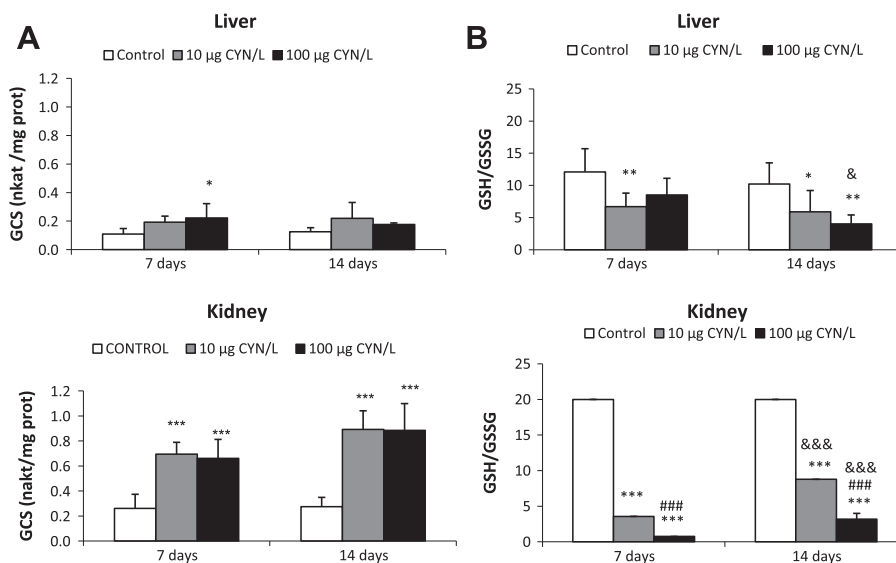 A
Liver
Control 10 µg CYN/L 100 µg CYN/L
GCS (nkat /mg prot)
1.2
1.0
0.8
0.6
0.4
0.2
0.0
*
7 days 14 days
Kidney
CONTROL 10 µg CYN/L 100 µg CYN/L
GCS (nakt/mg prot)
1.2
1.0
0.8
0.6
0.4
0.2
0.0
*** *** *** ***
7 days 14 days
B
Liver
Control 10 µg CYN/L 100 µg CYN/L
GSH/GSSG
25
20
15
10
5
0
** * &
**
7 days 14 days
Kidney
Control 10 µg CYN/L 100 µg CYN/L
GSH/GSSG
25
20
15
10
5
0
*** ###
***
&&&
***
&&&
###
***
7 days 14 days